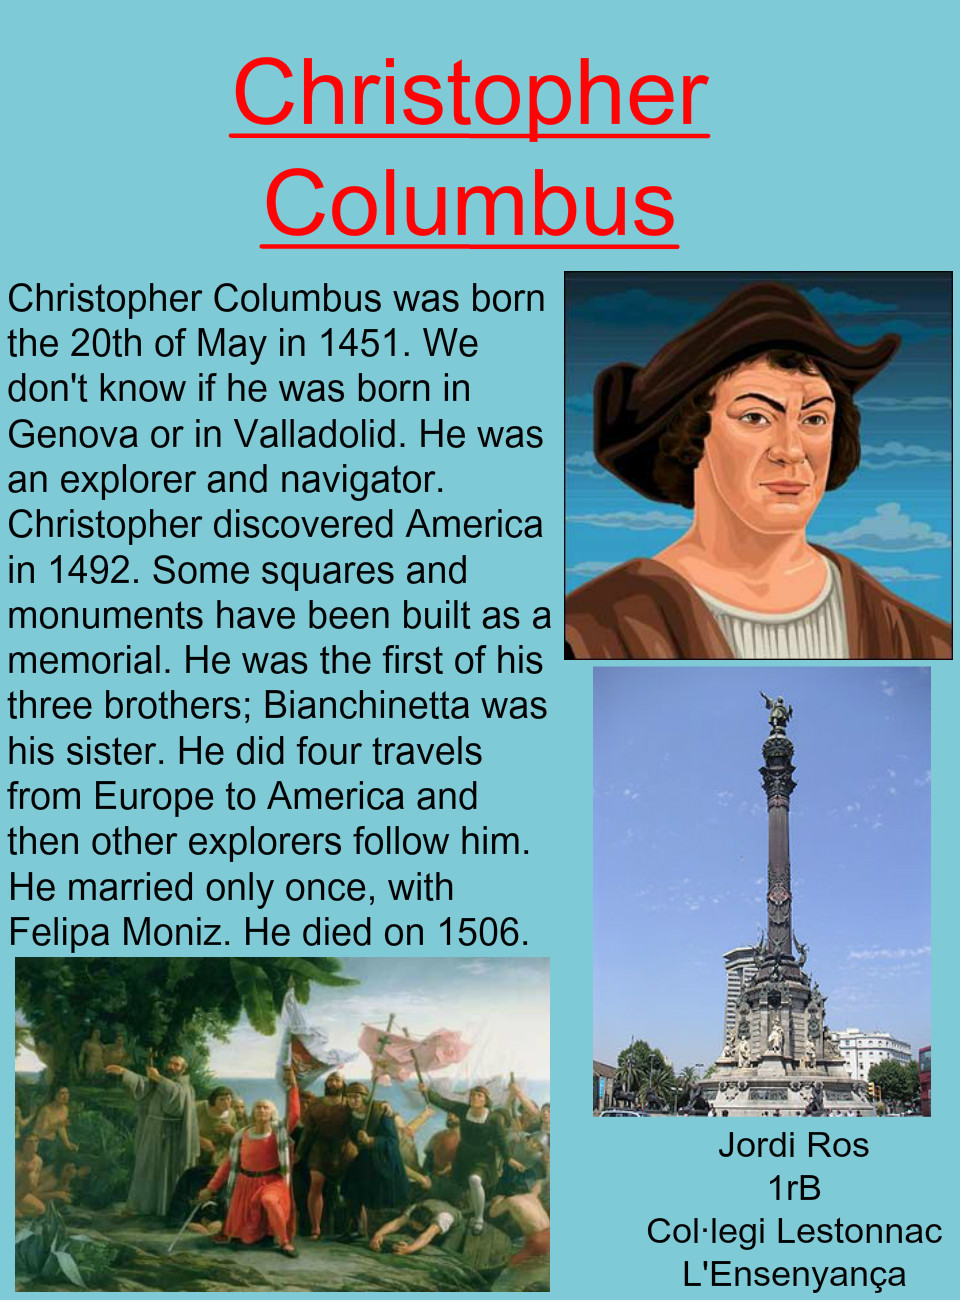 Christopher
Columbus
Christopher Columbus was born
the 20th of May in 1451. We
don't know if he was born in
Genova or in Valladolid. He was
an explorer and navigator.
Christopher discovered America
in 1492. Some squares and
monuments have been built as a
memorial. He was the first of his
three brothers; Bianchinetta was
his sister. He did four travels
from Europe to America and
then other explorers follow him.
He married only once, with
Felipa Moniz. He died on 1506.
Jordi Ros
1rB
Col·legi Lestonnac
L'Ensenyança